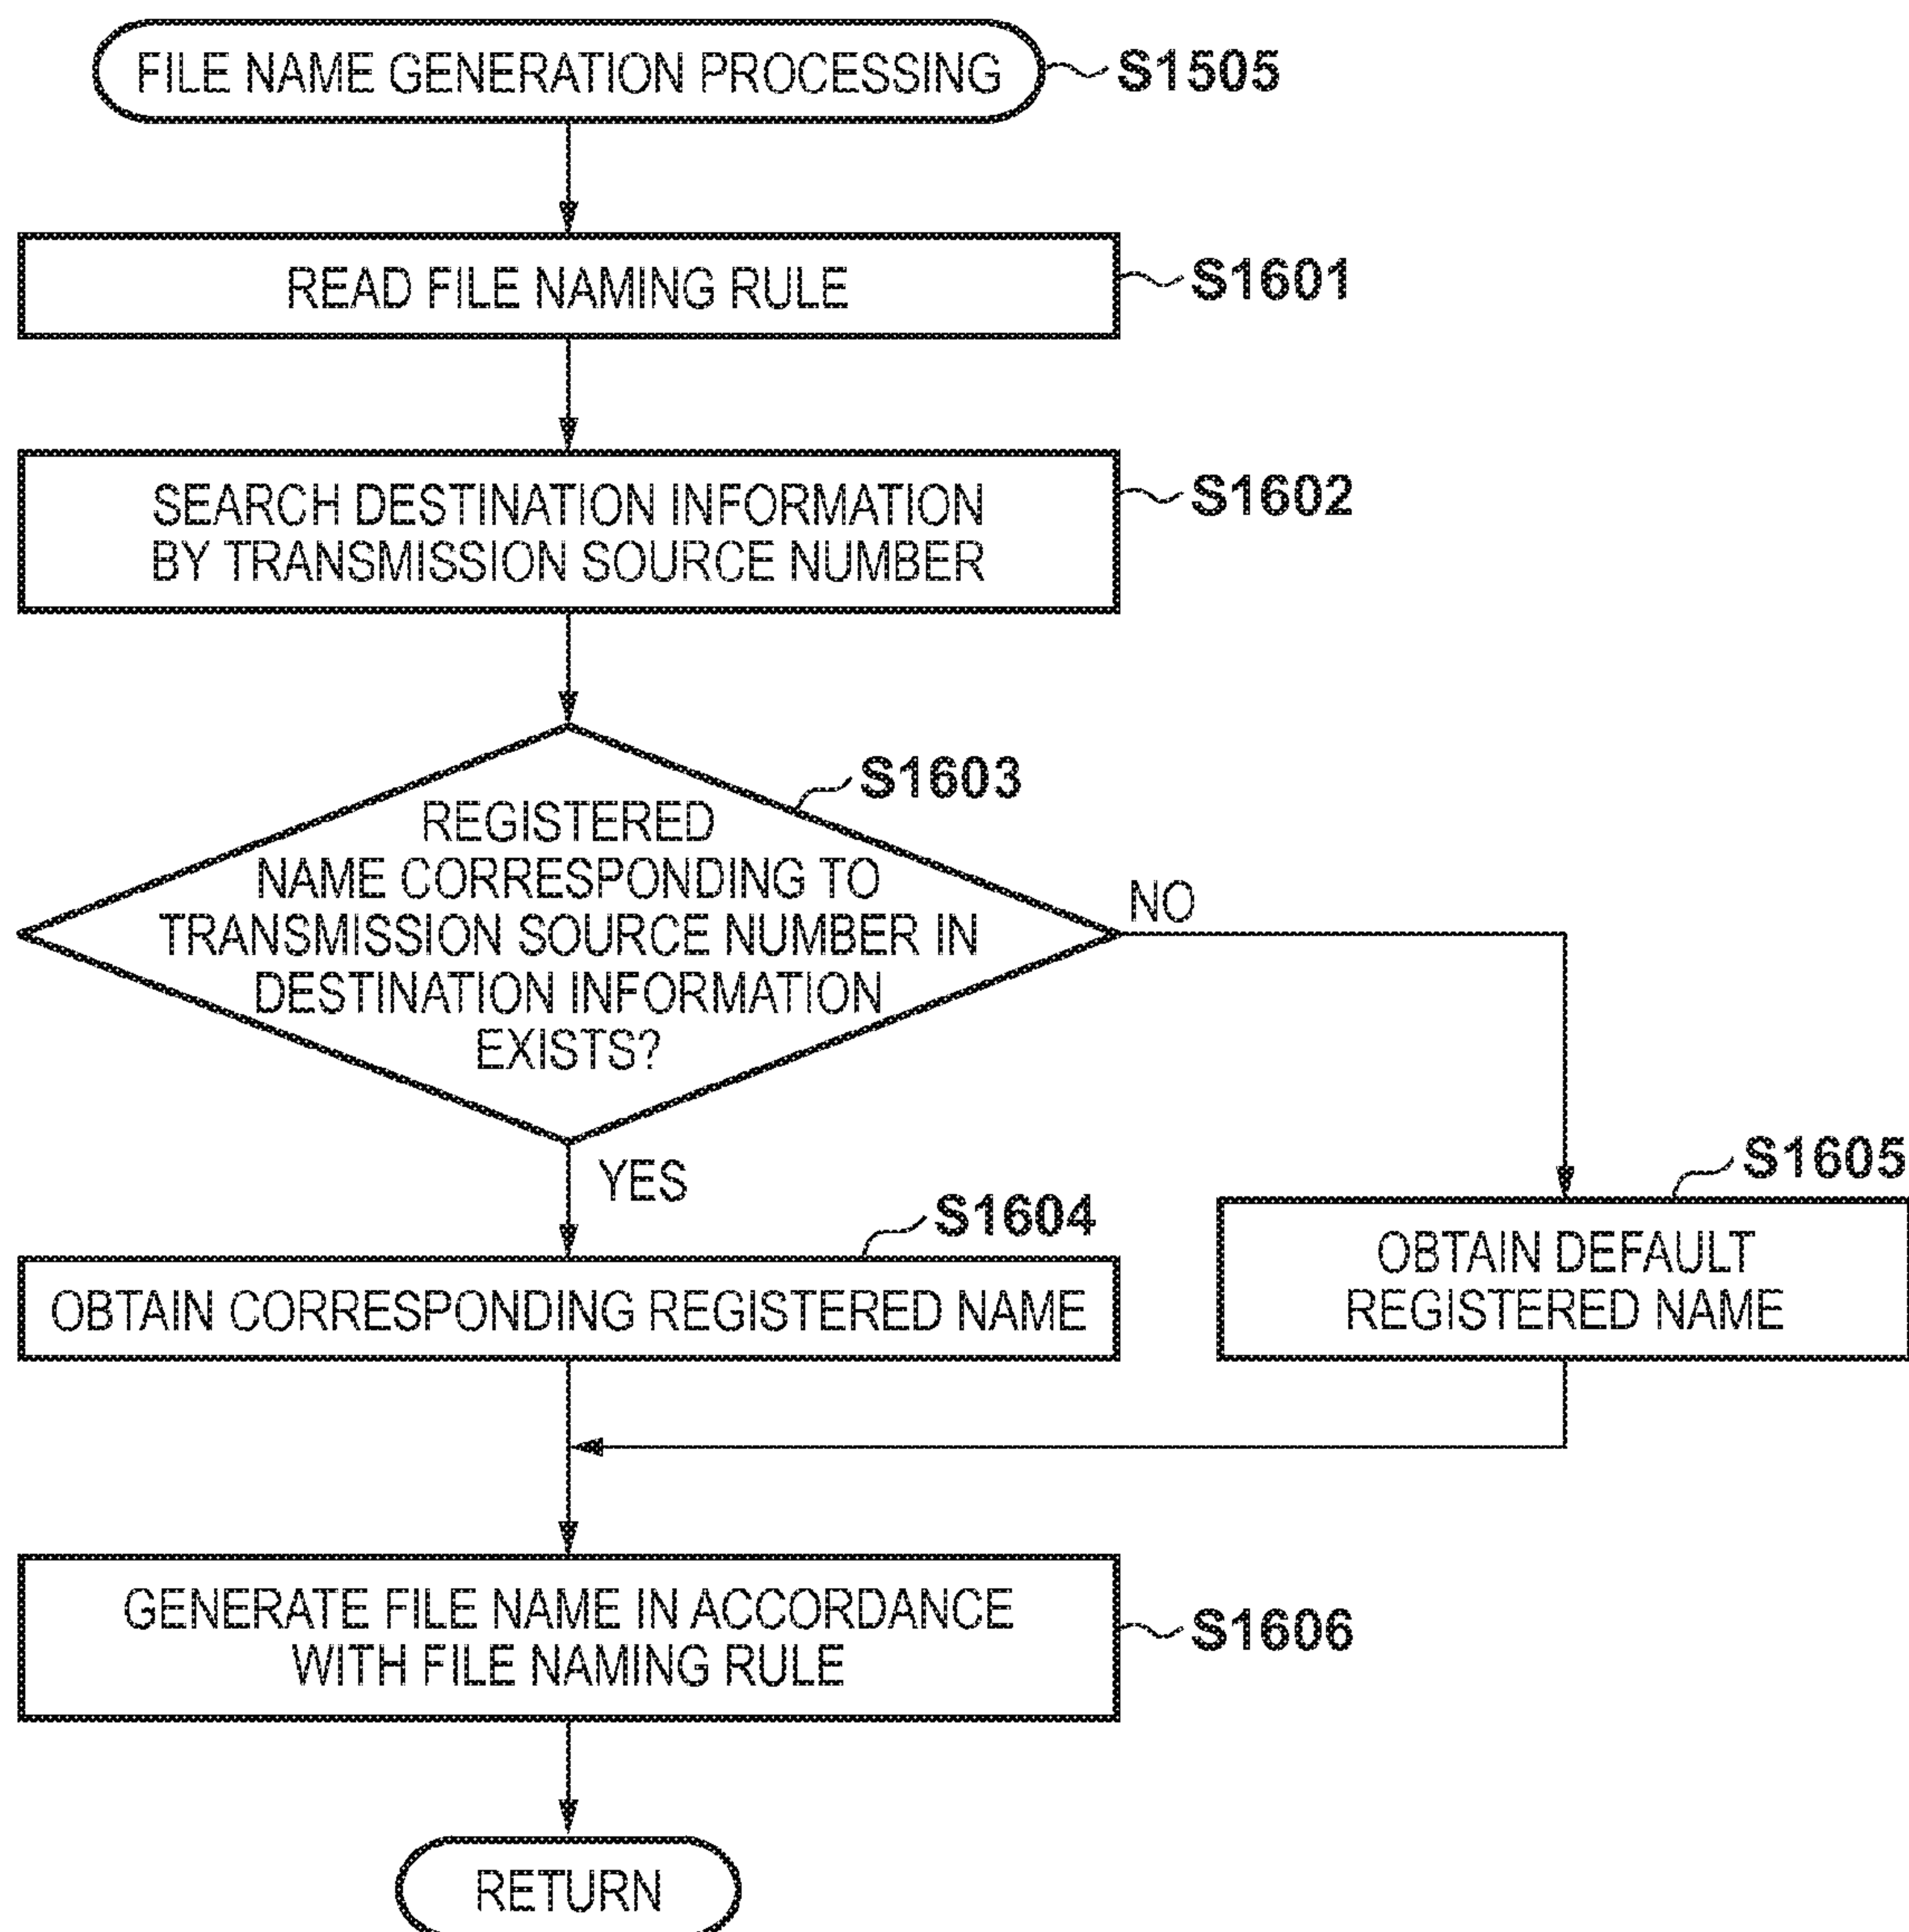 FILE NAME GENERATION PROCESSING
S1505
READ FILE NAMING RULE
S1601
SEARCH DESTINATION INFORMATION
BY TRANSMISSION SOURCE NUMBER
S1602
S1603
REGISTERED
NAME CORRESPONDING TO
TRANSMISSION SOURCE NUMBER IN
DESTINATION INFORMATION
EXISTS?
NO
YES
S1604
OBTAIN CORRESPONDING REGISTERED NAME
S1605
OBTAIN DEFAULT
REGISTERED NAME
GENERATE FILE NAME IN ACCORDANCE
WITH FILE NAMING RULE
S1606
RETURN